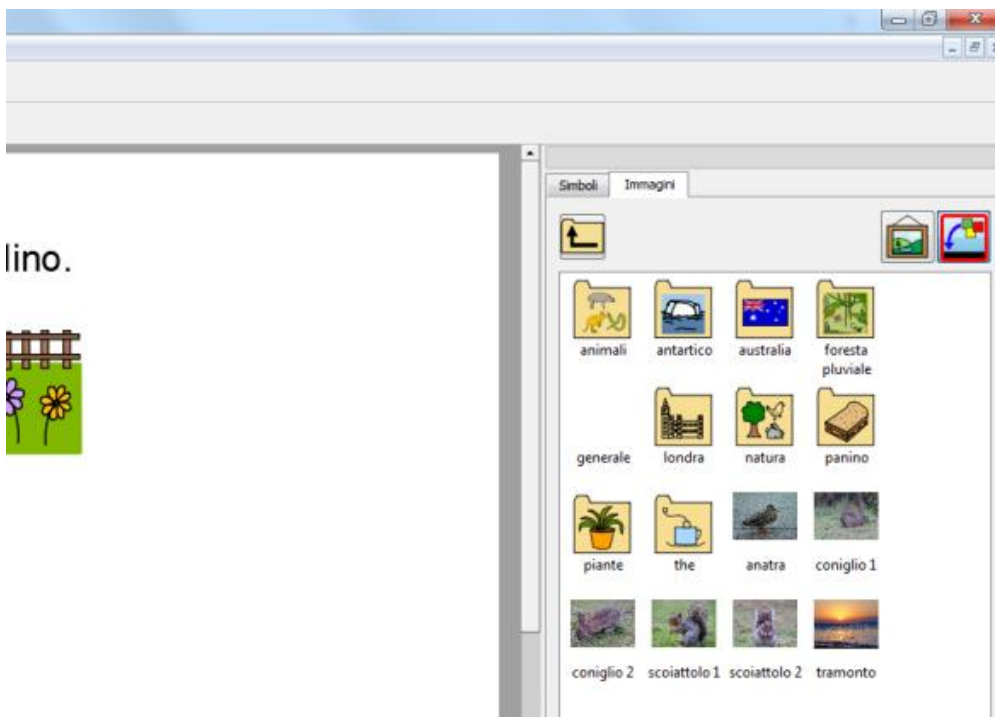 Simboli Immagini
lino.
animali antartico australia foresta
pluviale
generale londra natura panino
piante the anatra coniglio 1
coniglio 2 scoiattolo 1 scoiattolo 2 tramonto